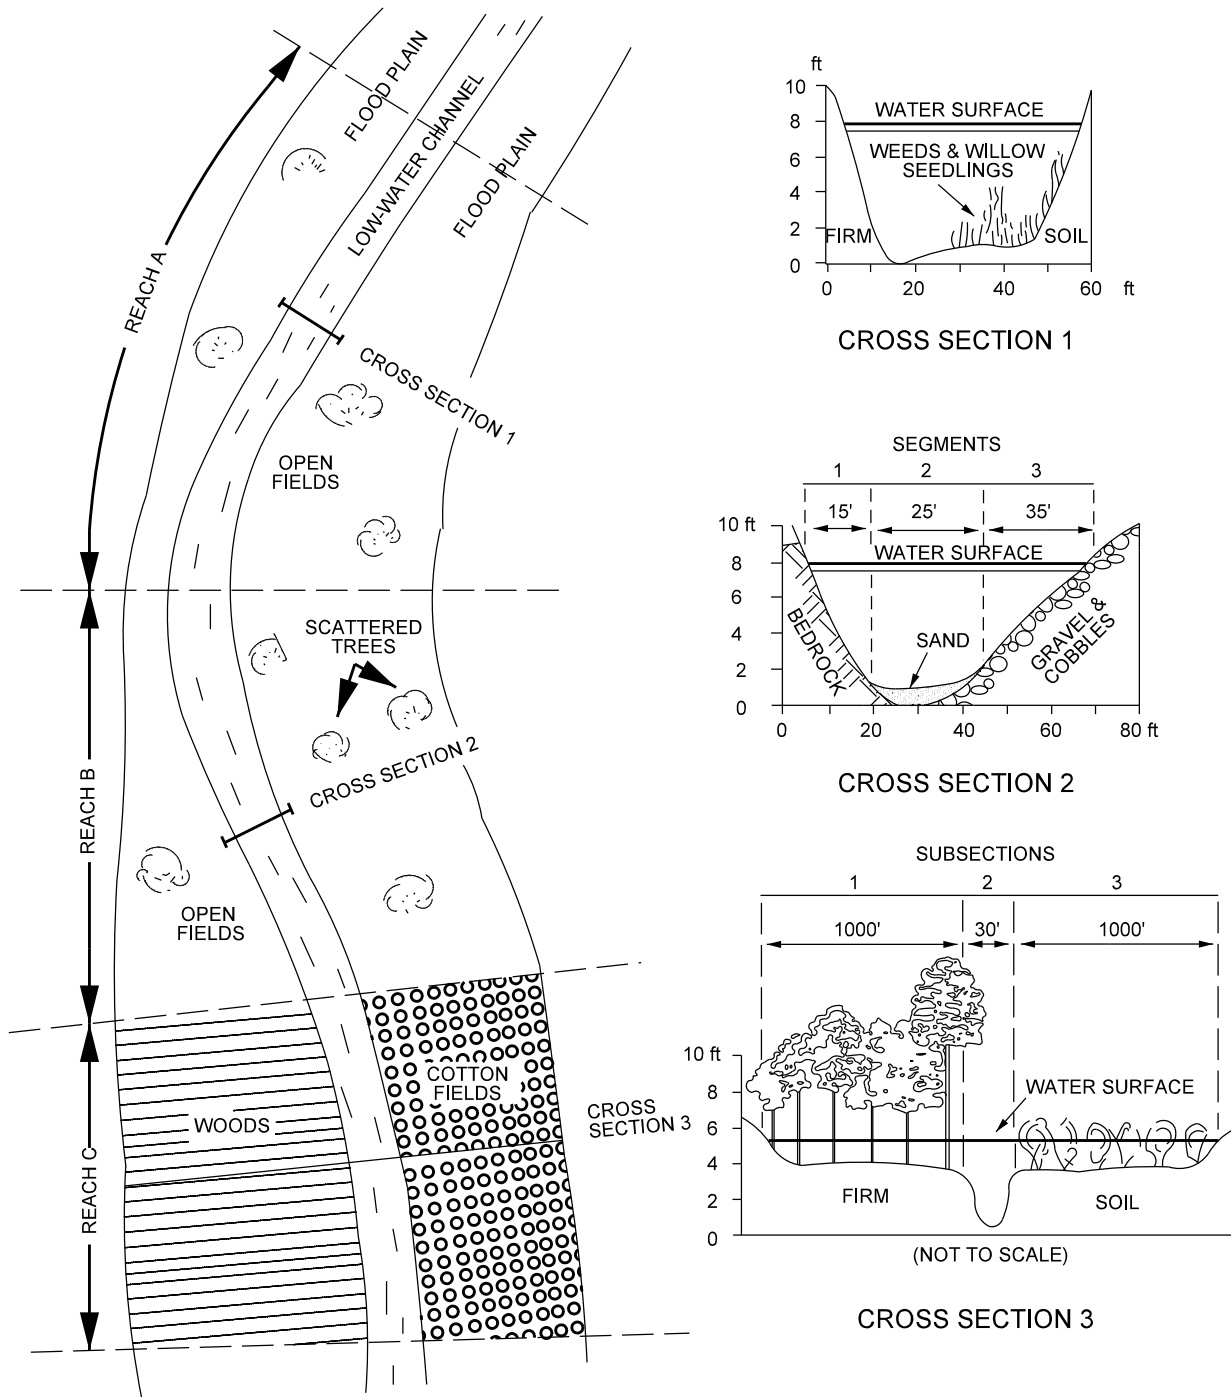 REACH A
FLOOD PLAIN
LOW-WATER CHANNEL
FLOOD PLAIN
CROSS SECTION 1
OPEN
FIELDS
SCATTERED
TREES
CROSS SECTION 2
REACH B
OPEN
FIELDS
WOODS
COTTON
FIELDS
CROSS
SECTION 3
REACH C
ft
10
8
6
4
2
0
WATER SURFACE
WEEDS & WILLOW
SEEDLINGS
FIRM
SOIL
0 20 40 60 ft
CROSS SECTION 1
SEGMENTS
1 2 3
15' 25' 35'
10 ft
8
6
4
2
0
WATER SURFACE
BEDROCK
SAND
GRAVEL &
COBBLES
0 20 40 60 80 ft
CROSS SECTION 2
SUBSECTIONS
1 2 3
1000' 30' 1000'
10 ft
8
6
4
2
0
WATER SURFACE
FIRM
SOIL
(NOT TO SCALE)
CROSS SECTION 3